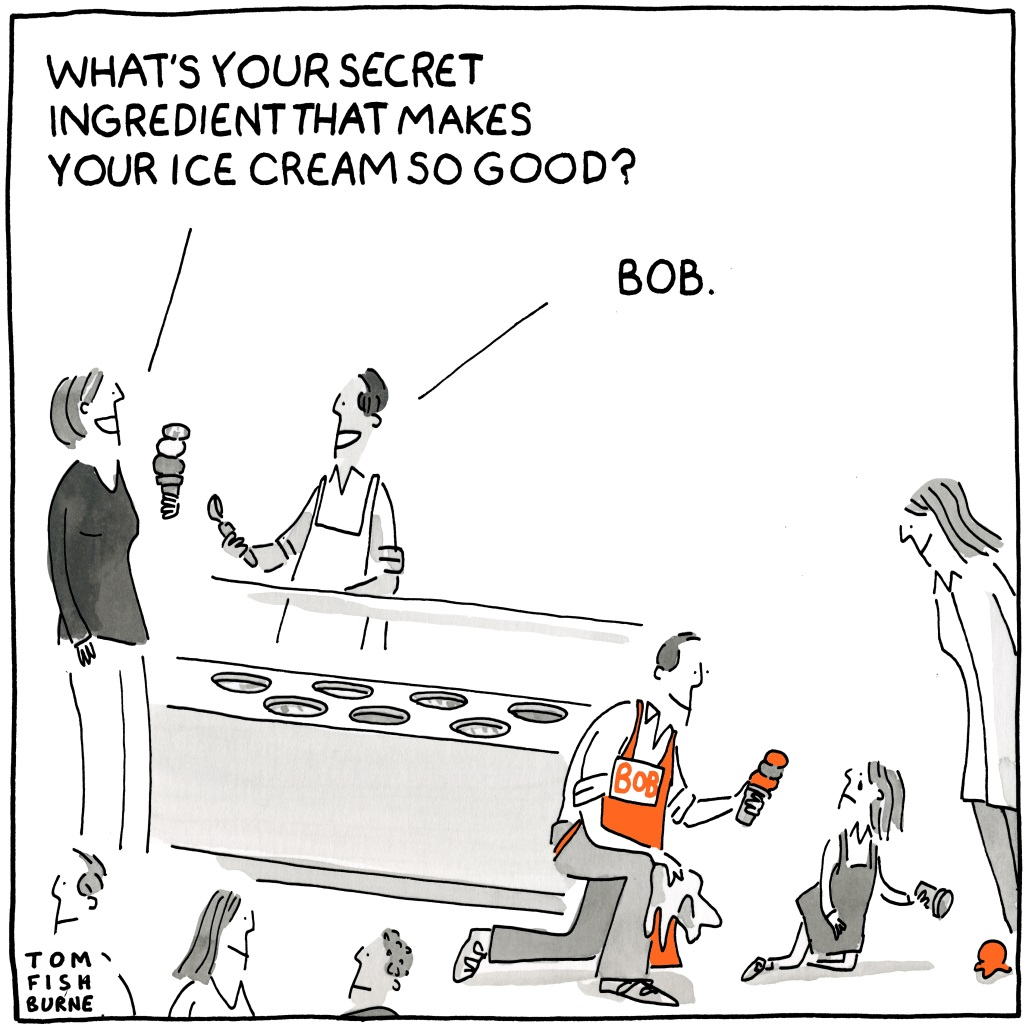 WHAT'S YOUR SECRET
INGREDIENT THAT MAKES
YOUR ICE CREAM SO GOOD?
BOB.
BOB
TOM
FISH
BURNE